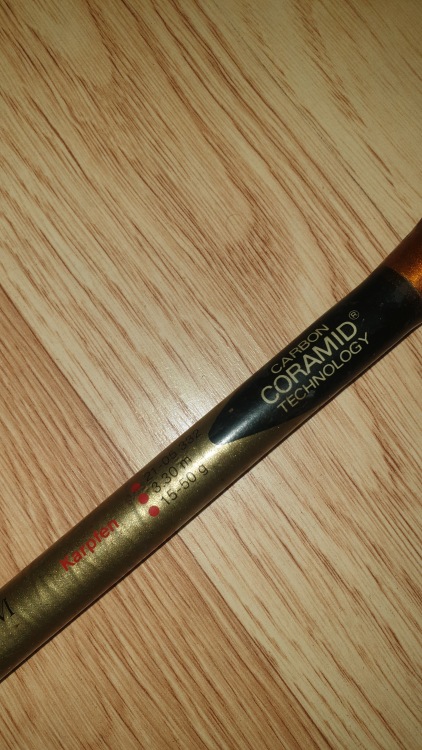 CARBON
CORAMID®
TECHNOLOGY
3.30 m
15-50 g
Karpfen